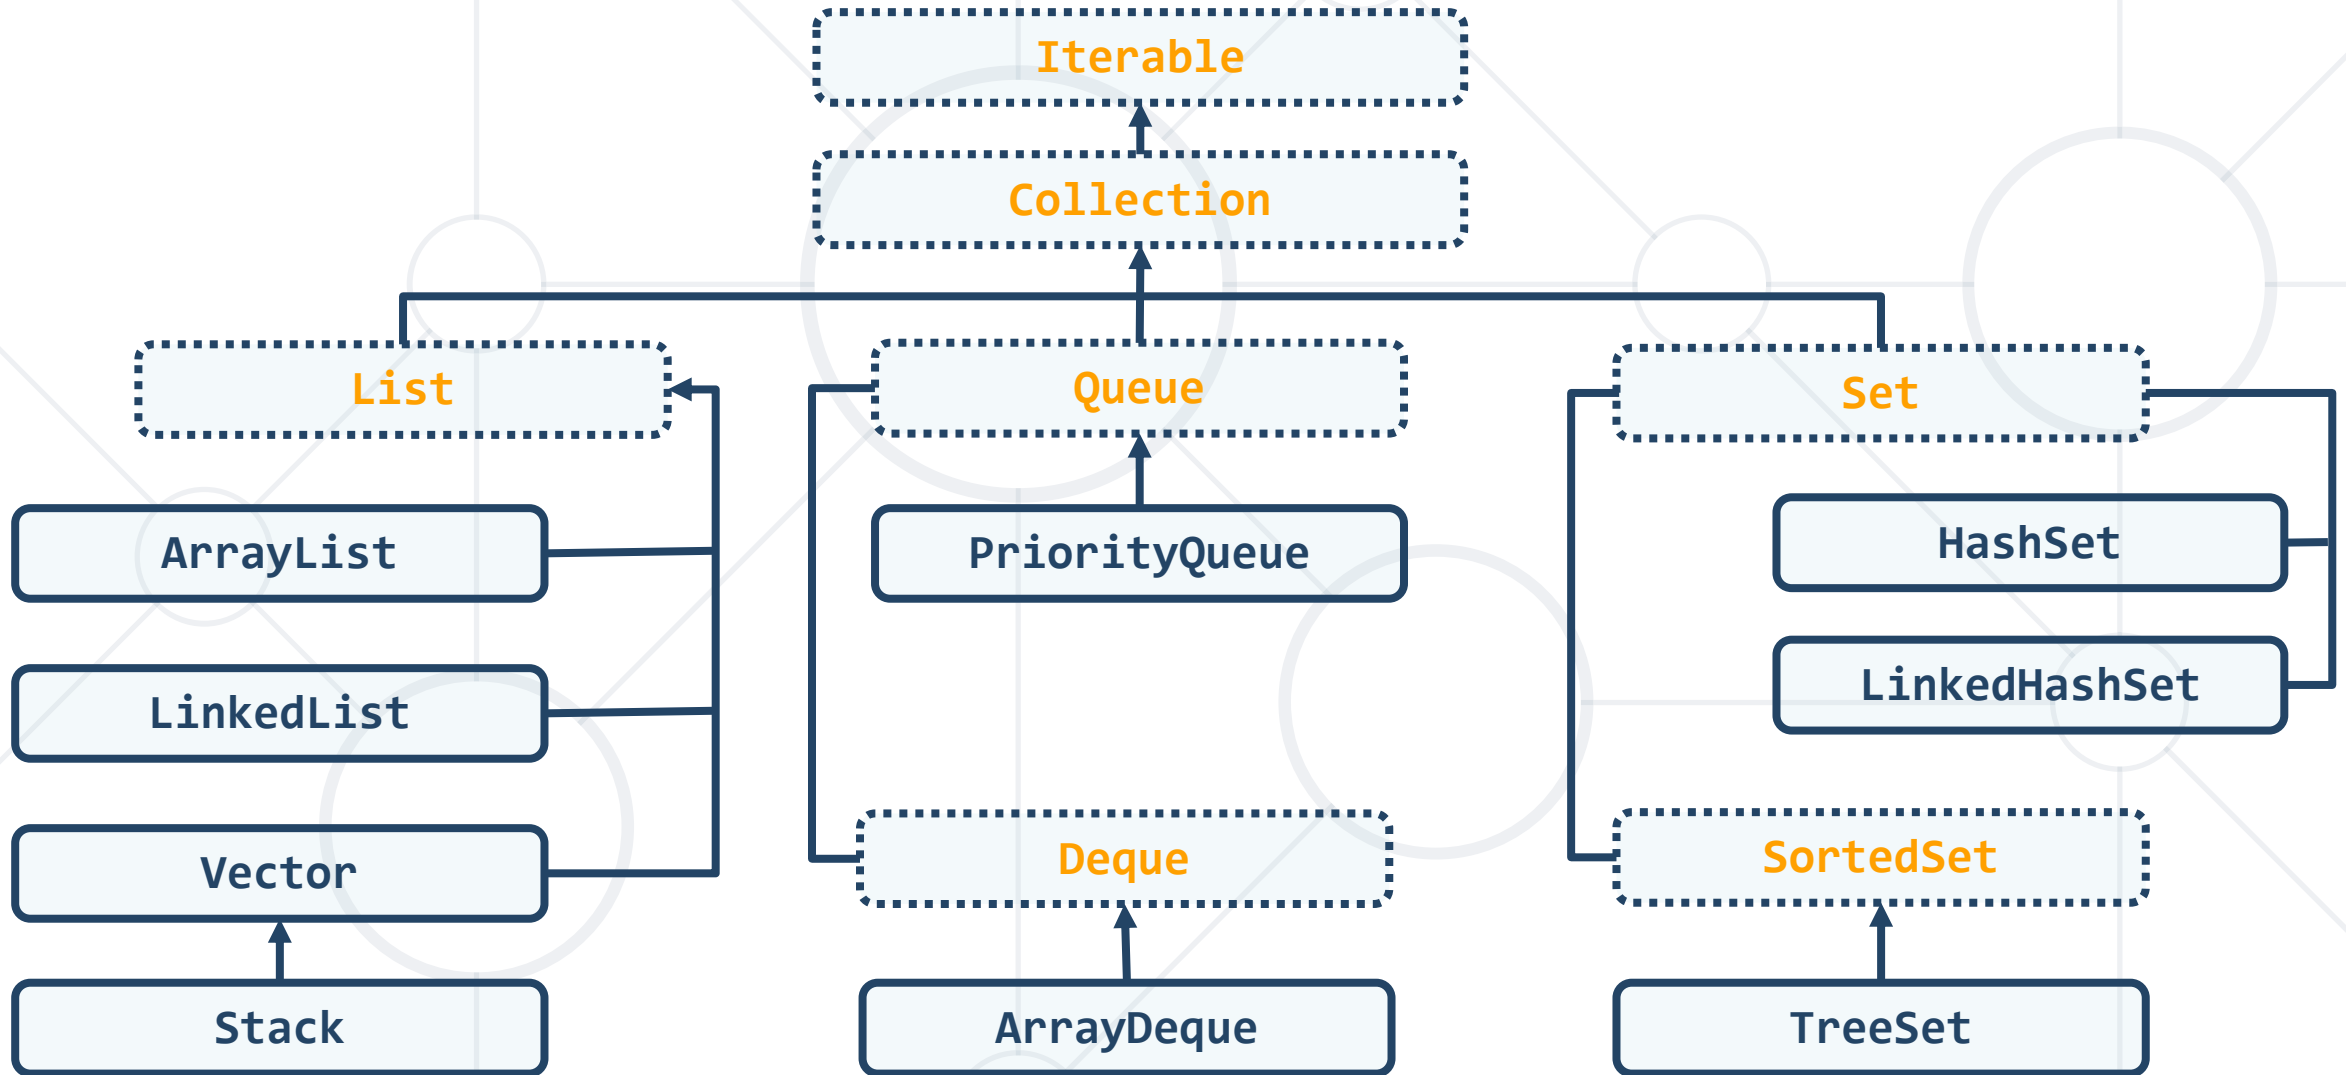 Iterable
Collection
List
Queue
Set
ArrayList
PriorityQueue
HashSet
LinkedList
LinkedHashSet
Vector
Deque
SortedSet
Stack
ArrayDeque
TreeSet